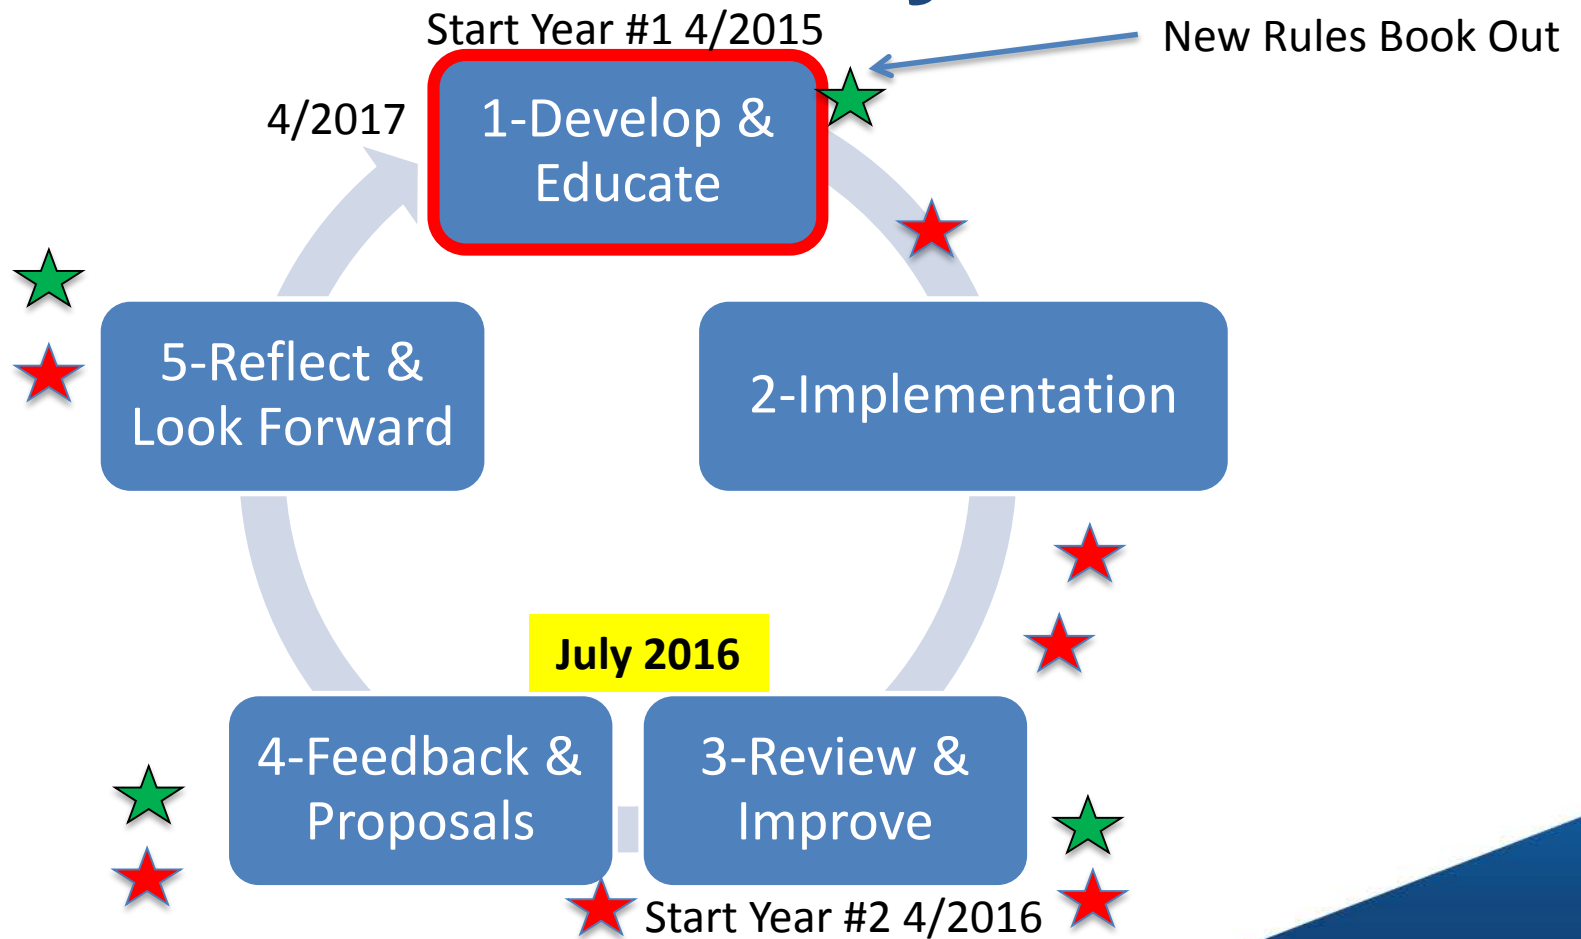 Start Year #1 4/2015
New Rules Book Out
4/2017
1-Develop &
Educate
5-Reflect &
Look Forward
2-Implementation
July 2016
4-Feedback &
Proposals
3-Review &
Improve
Start Year #2 4/2016